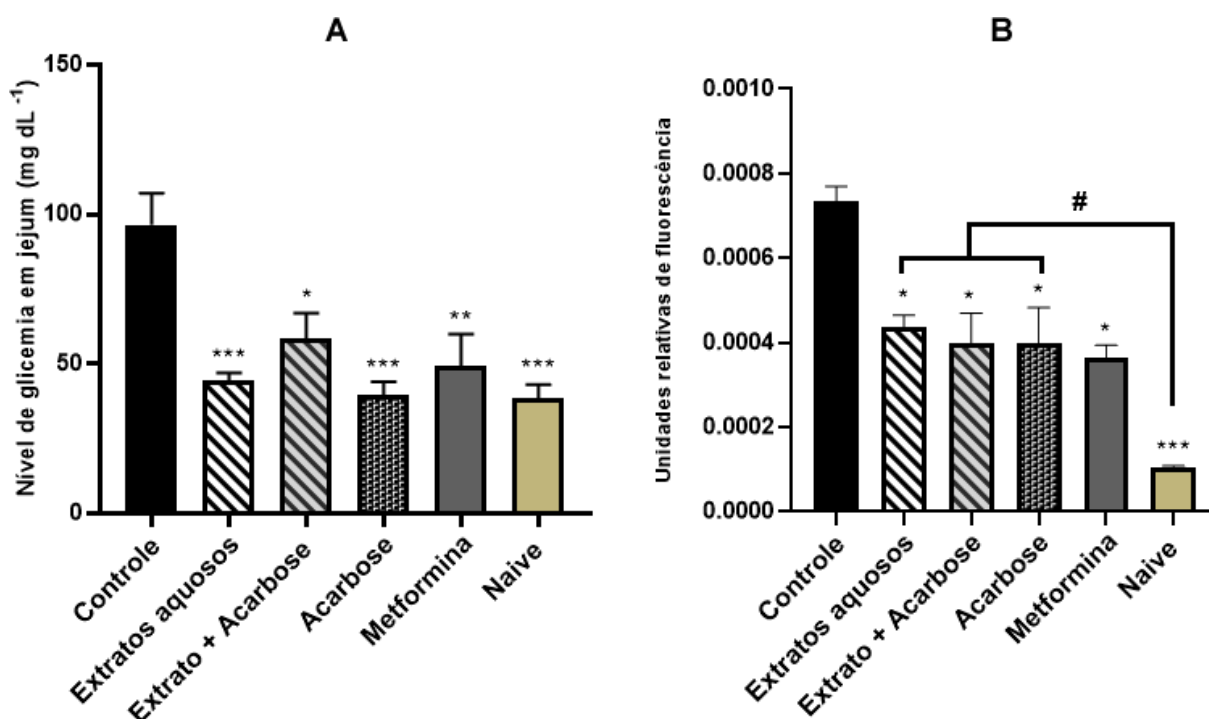 A
Nível de glicemia em jejum (mg dL -1)
150
100
50
0
***
*
***
**
***
Controle
Extratos aquosos
Extrato + Acarbose
Acarbose
Metformina
Naive
B
Unidades relativas de fluorescência
0.0010
0.0008
0.0006
0.0004
0.0002
0.0000
#
*
*
*
*
***
Controle
Extratos aquosos
Extrato + Acarbose
Acarbose
Metformina
Naive